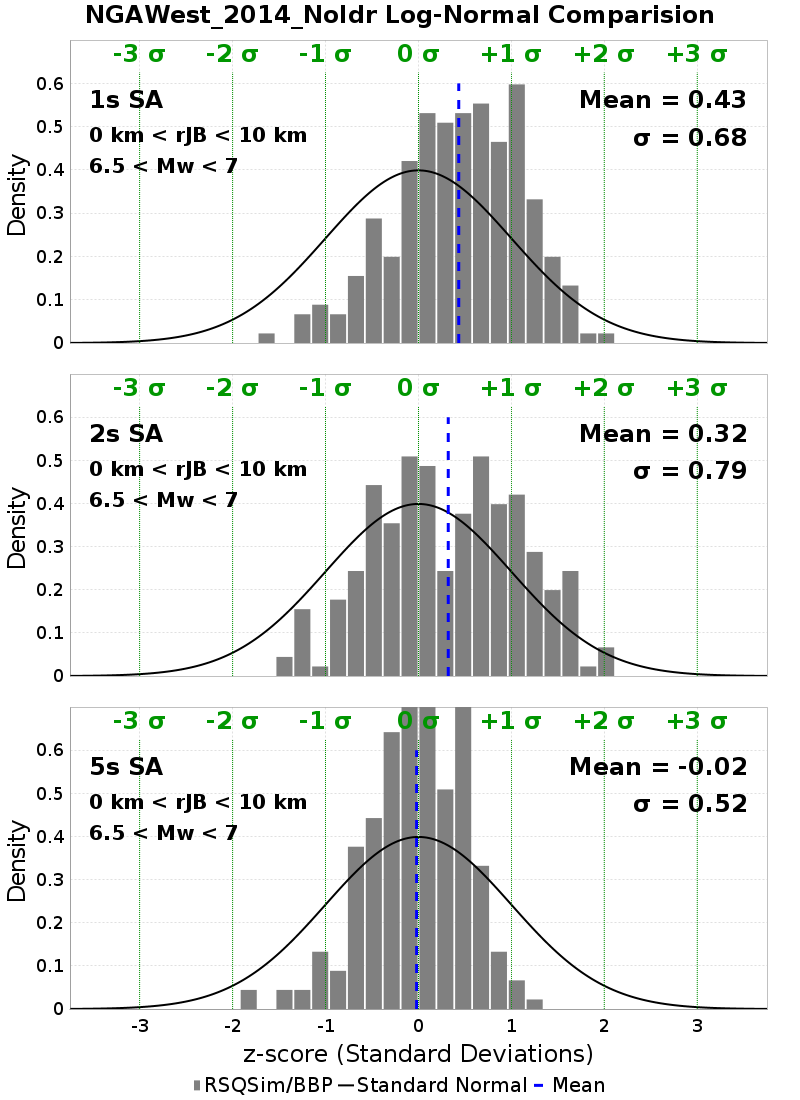 NGAWest_2014_NoIdr Log-Normal Comparision
-3 σ -2 σ -1 σ 0 σ +1 σ +2 σ +3 σ
1s SA
0 km < rJB < 10 km
6.5 < Mw < 7
Mean = 0.43
σ = 0.68
Density
0.6
0.5
0.4
0.3
0.2
0.1
0
-3 σ -2 σ -1 σ 0 σ +1 σ +2 σ +3 σ
2s SA
0 km < rJB < 10 km
6.5 < Mw < 7
Mean = 0.32
σ = 0.79
Density
0.6
0.5
0.4
0.3
0.2
0.1
0
-3 σ -2 σ -1 σ 0 σ +1 σ +2 σ +3 σ
5s SA
0 km < rJB < 10 km
6.5 < Mw < 7
Mean = -0.02
σ = 0.52
Density
0.6
0.5
0.4
0.3
0.2
0.1
0
-3 -2 -1 0 1 2 3
z-score (Standard Deviations)
RSQSim/BBP Standard Normal Mean